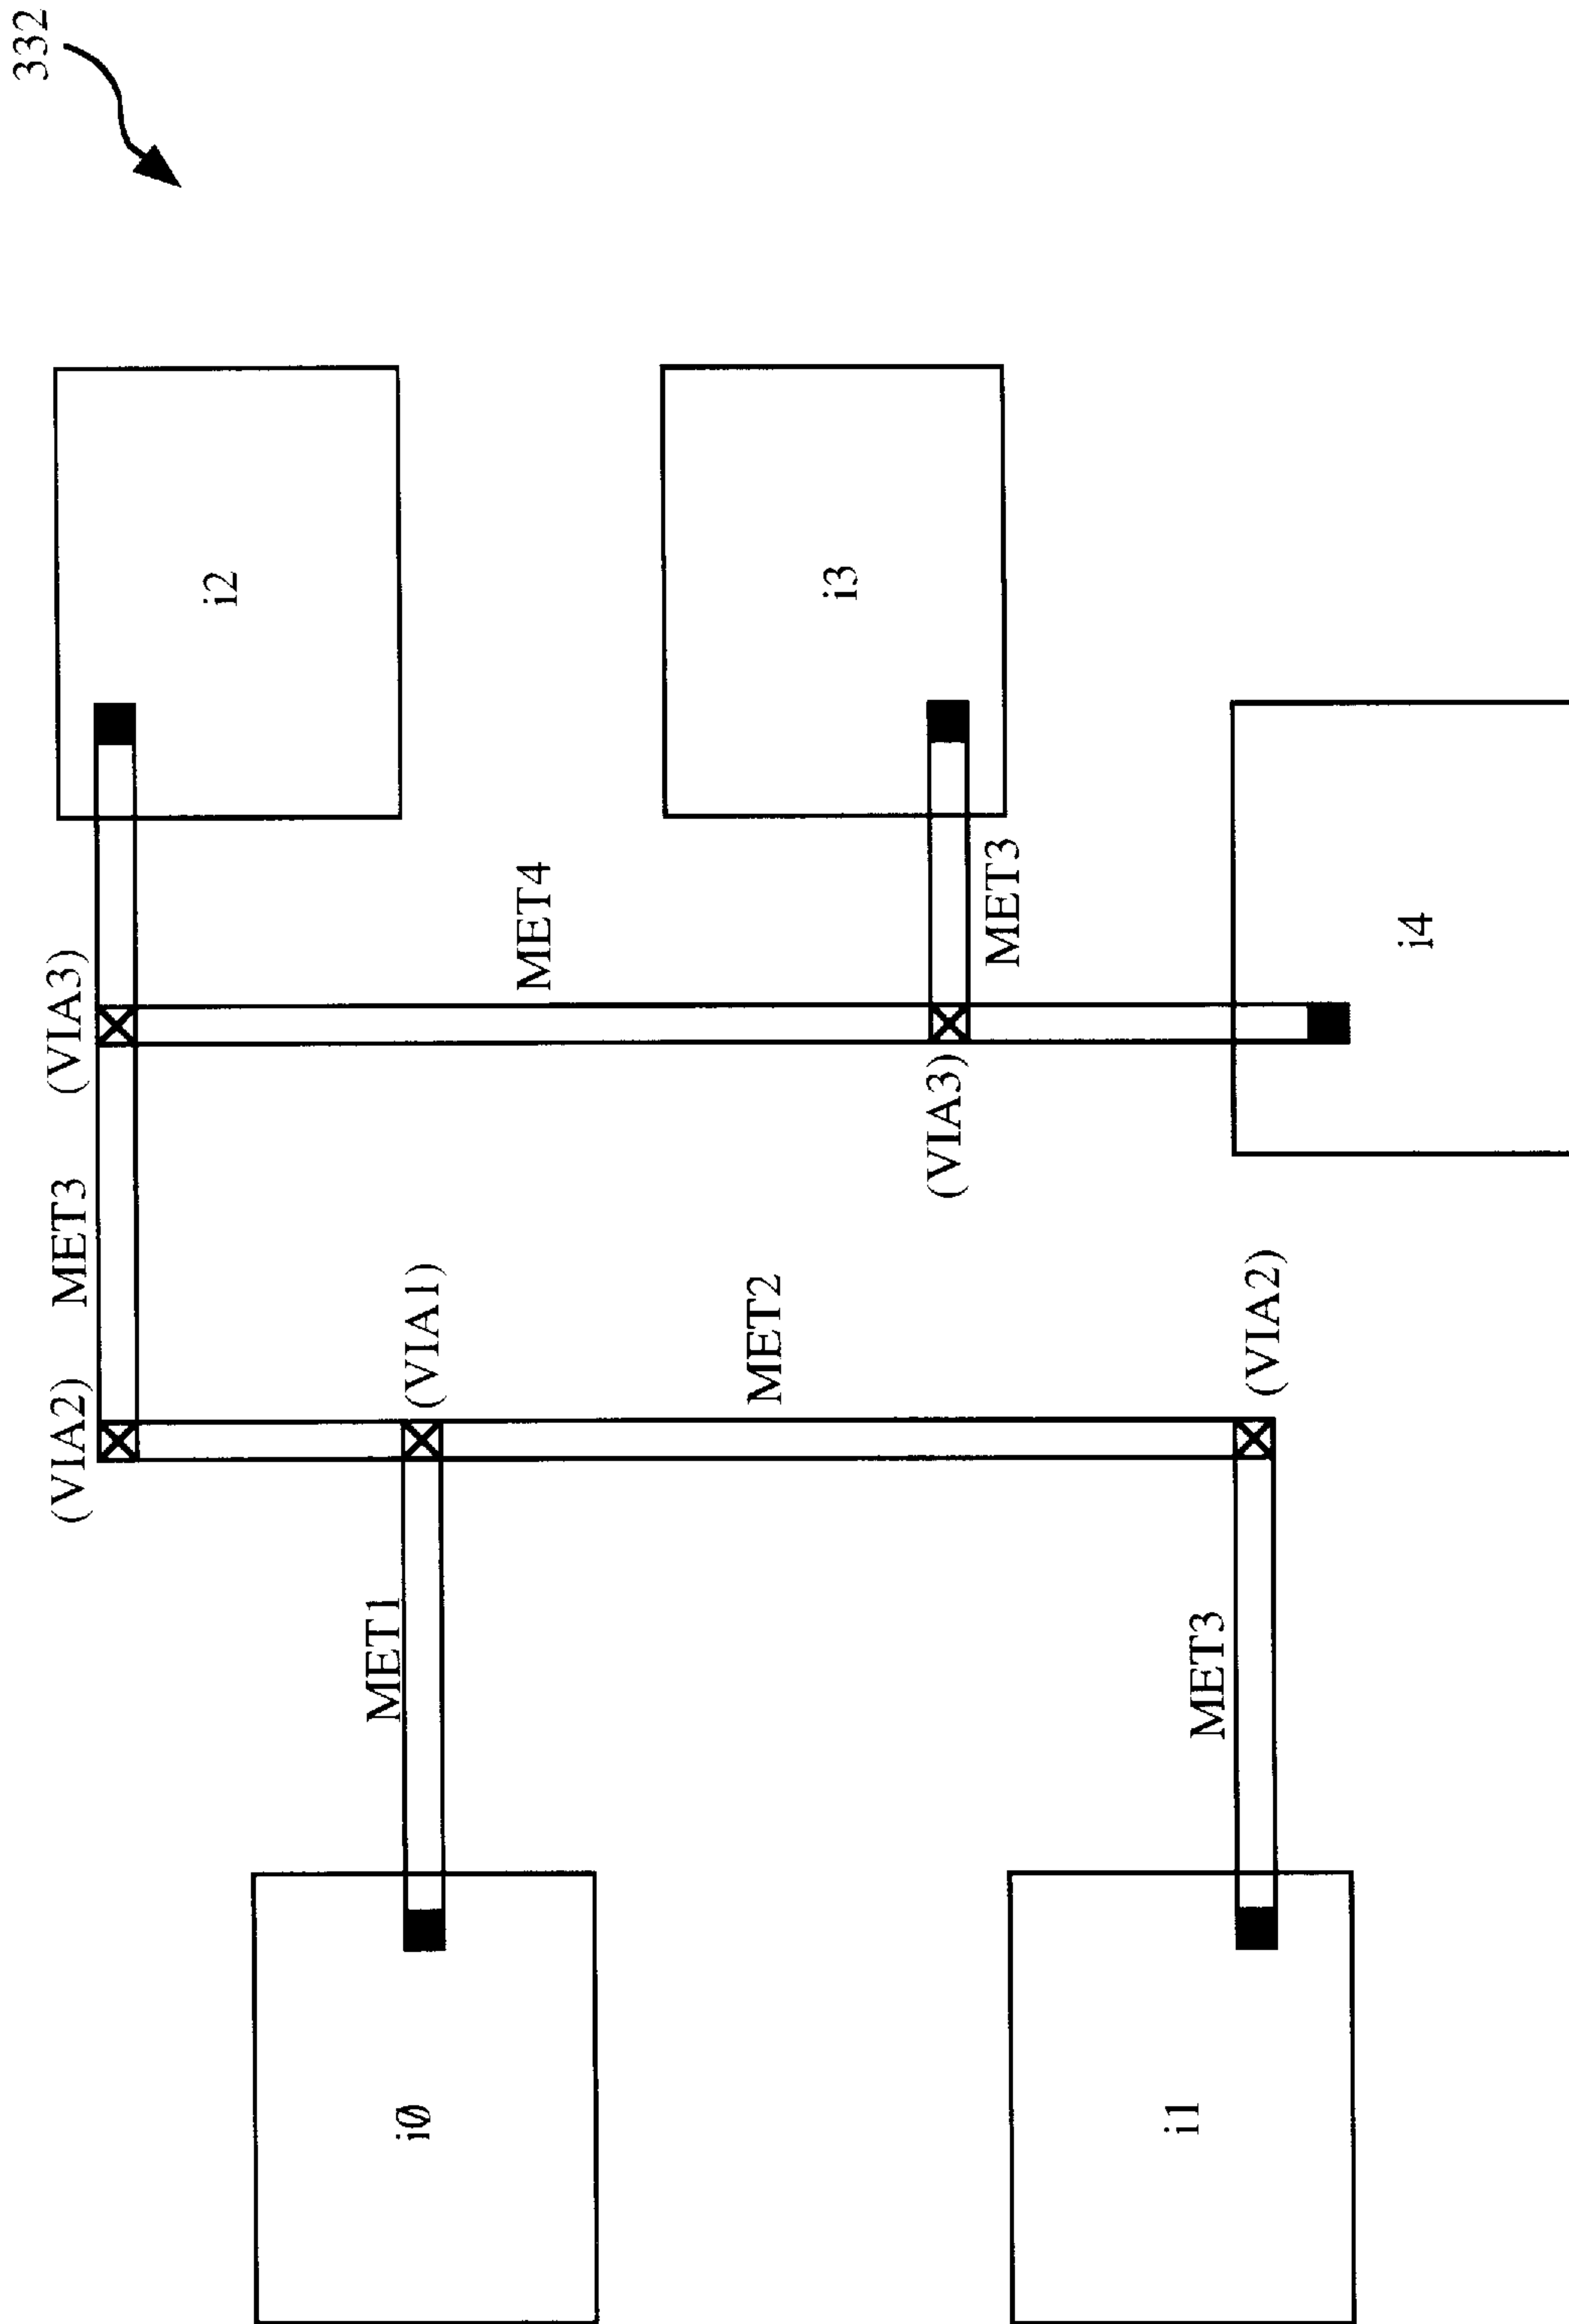 332
(VIA2)
MET3
(VIA3)
i2
MET1
i0
(VIA1)
MET4
MET2
i3
(VIA3)
MET3
i1
MET3
(VIA2)
i4